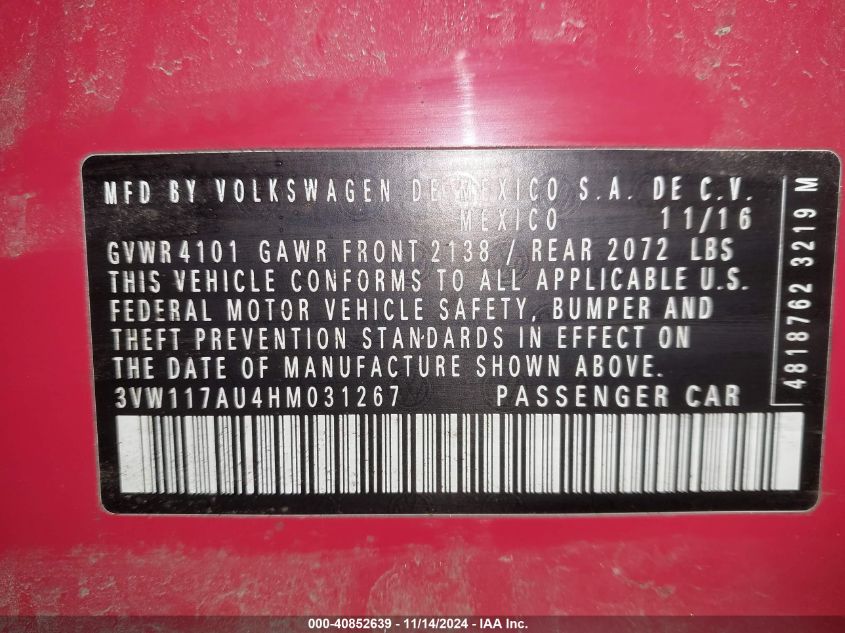 MFD BY VOLKSWAGEN DE MEXICO S.A. DE C.V.
MEXICO 11/16
GVWR 4101 GAWR FRONT 2138 / REAR 2072 LBS
THIS VEHICLE CONFORMS TO ALL APPLICABLE U.S.
FEDERAL MOTOR VEHICLE SAFETY, BUMPER AND
THEFT PREVENTION STANDARDS IN EFFECT ON
THE DATE OF MANUFACTURE SHOWN ABOVE.
3VW117AU4HM031267 PASSENGER CAR
4818762 3219 M
000-40852639 - 11/14/2024 - IAA Inc.